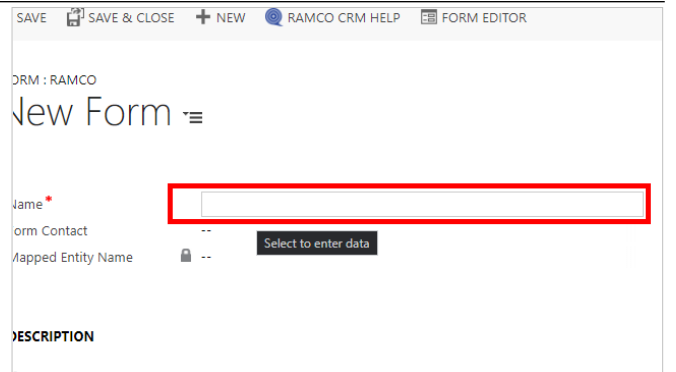 SAVE SAVE & CLOSE + NEW RAMCO CRM HELP FORM EDITOR
ORM : RAMCO
New Form
Name*
orm Contact --
Mapped Entity Name --
Select to enter data
DESCRIPTION